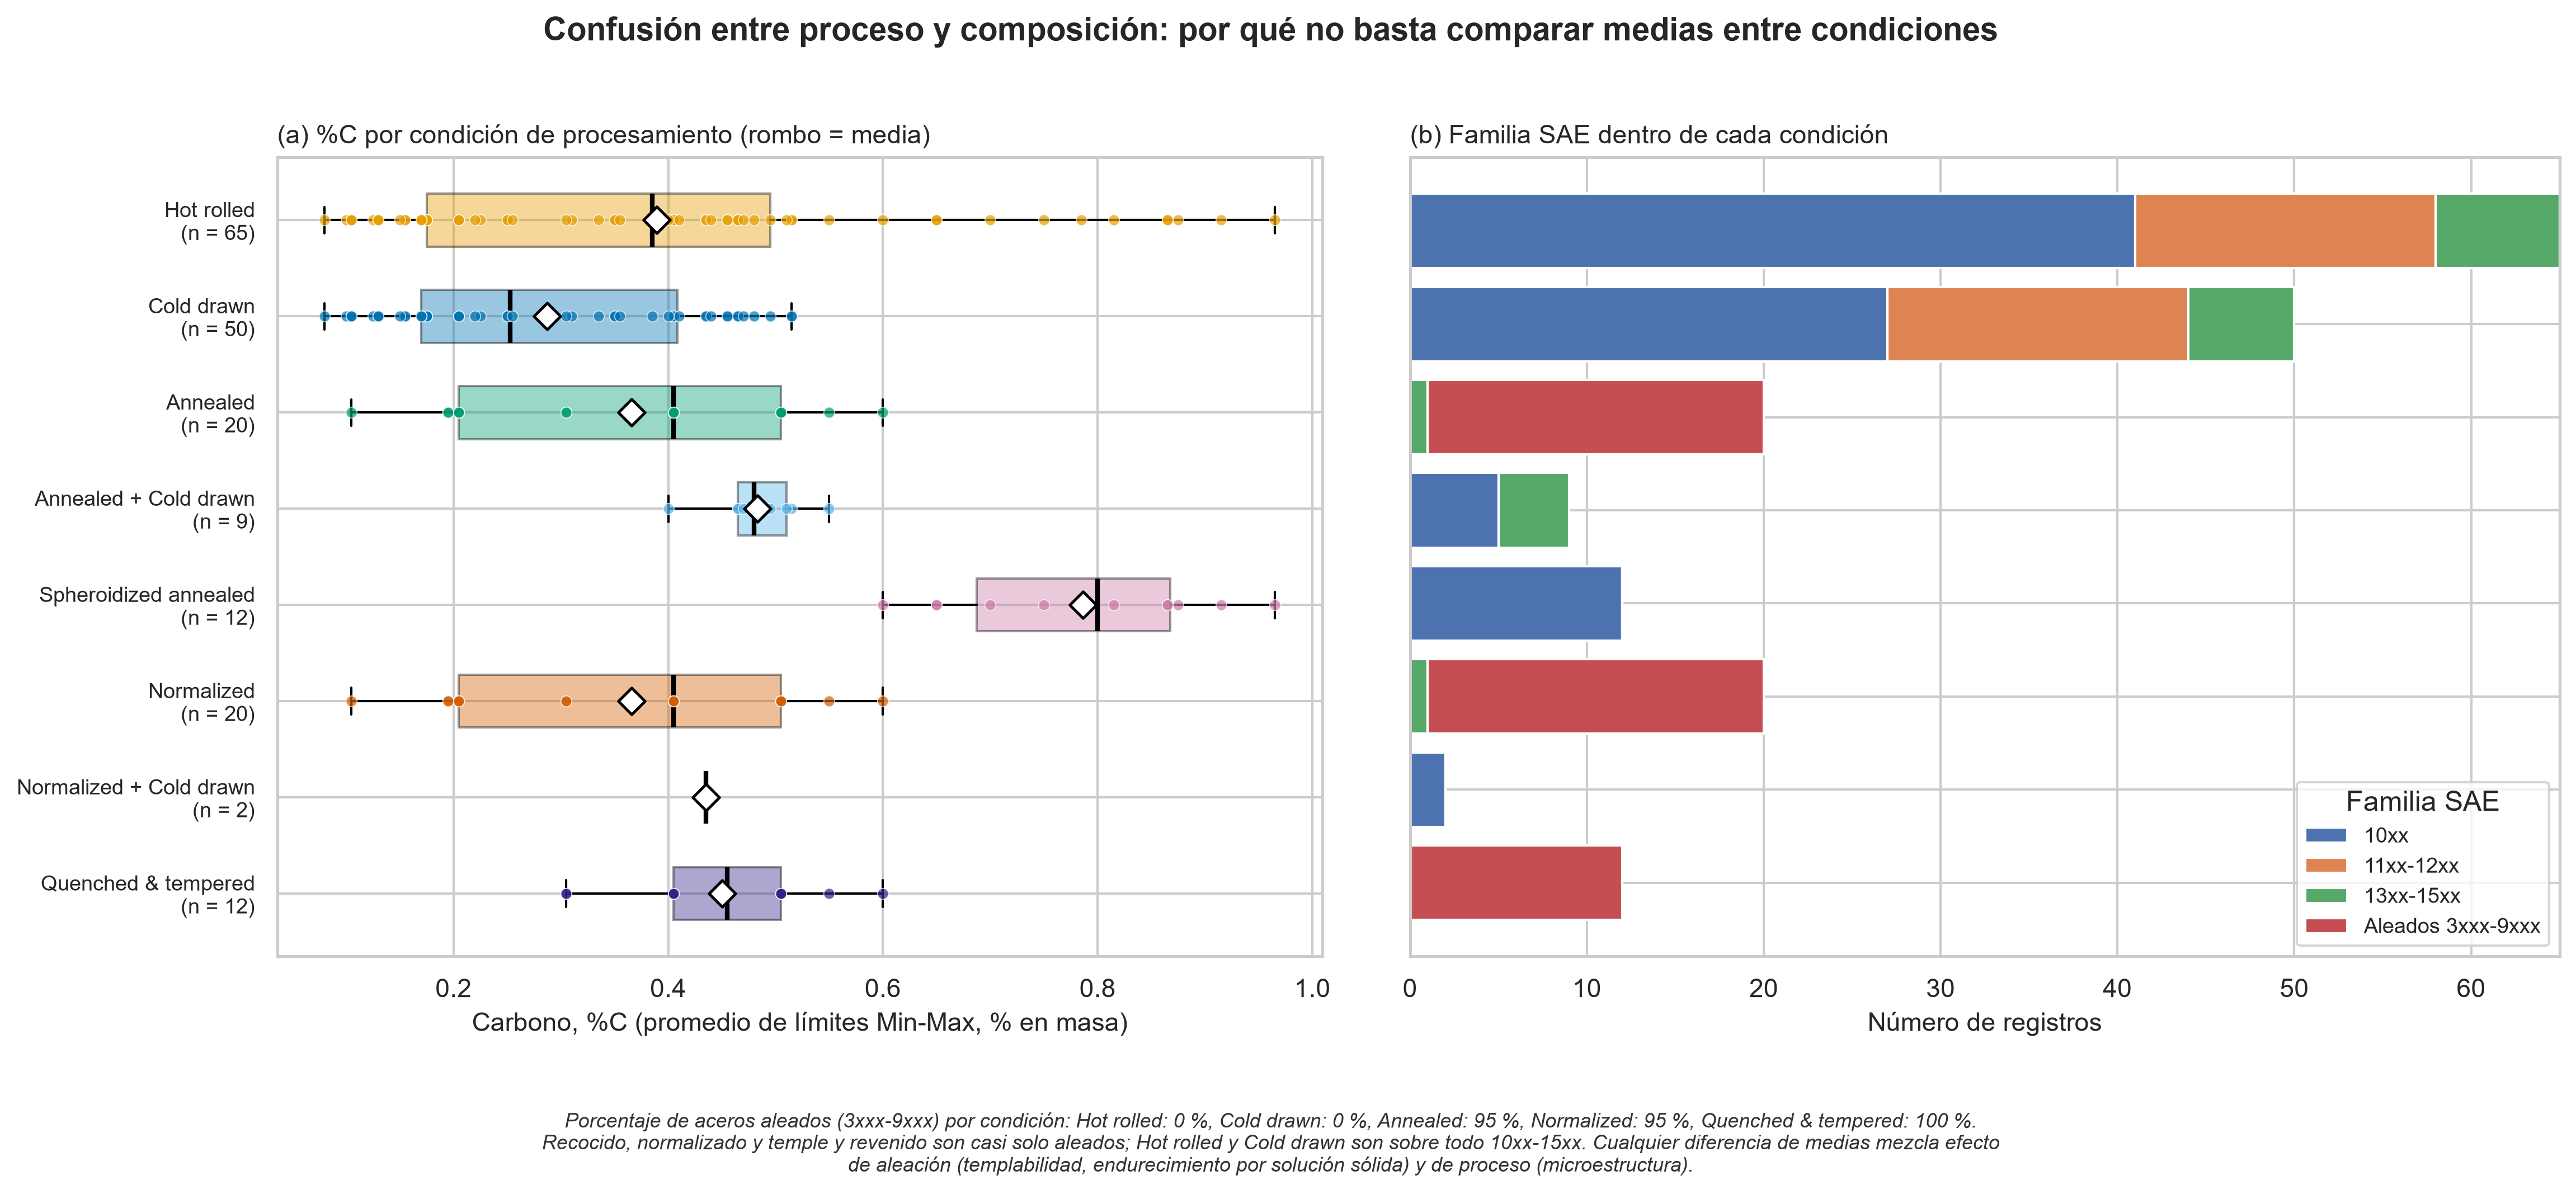 Confusión entre proceso y composición: por qué no basta comparar medias entre condiciones
(a) %C por condición de procesamiento (rombo = media)
Hot rolled
(n = 65)
Cold drawn
(n = 50)
Annealed
(n = 20)
Annealed + Cold drawn
(n = 9)
Spheroidized annealed
(n = 12)
Normalized
(n = 20)
Normalized + Cold drawn
(n = 2)
Quenched & tempered
(n = 12)
0.2 0.4 0.6 0.8 1.0
Carbono, %C (promedio de límites Min-Max, % en masa)
(b) Familia SAE dentro de cada condición
Familia SAE
10xx
11xx-12xx
13xx-15xx
Aleados 3xxx-9xxx
0 10 20 30 40 50 60
Número de registros
Porcentaje de aceros aleados (3xxx-9xxx) por condición: Hot rolled: 0 %, Cold drawn: 0 %, Annealed: 95 %, Normalized: 95 %, Quenched & tempered: 100 %.
Recocido, normalizado y temple y revenido son casi solo aleados; Hot rolled y Cold drawn son sobre todo 10xx-15xx. Cualquier diferencia de medias mezcla efecto
de aleación (templabilidad, endurecimiento por solución sólida) y de proceso (microestructura).